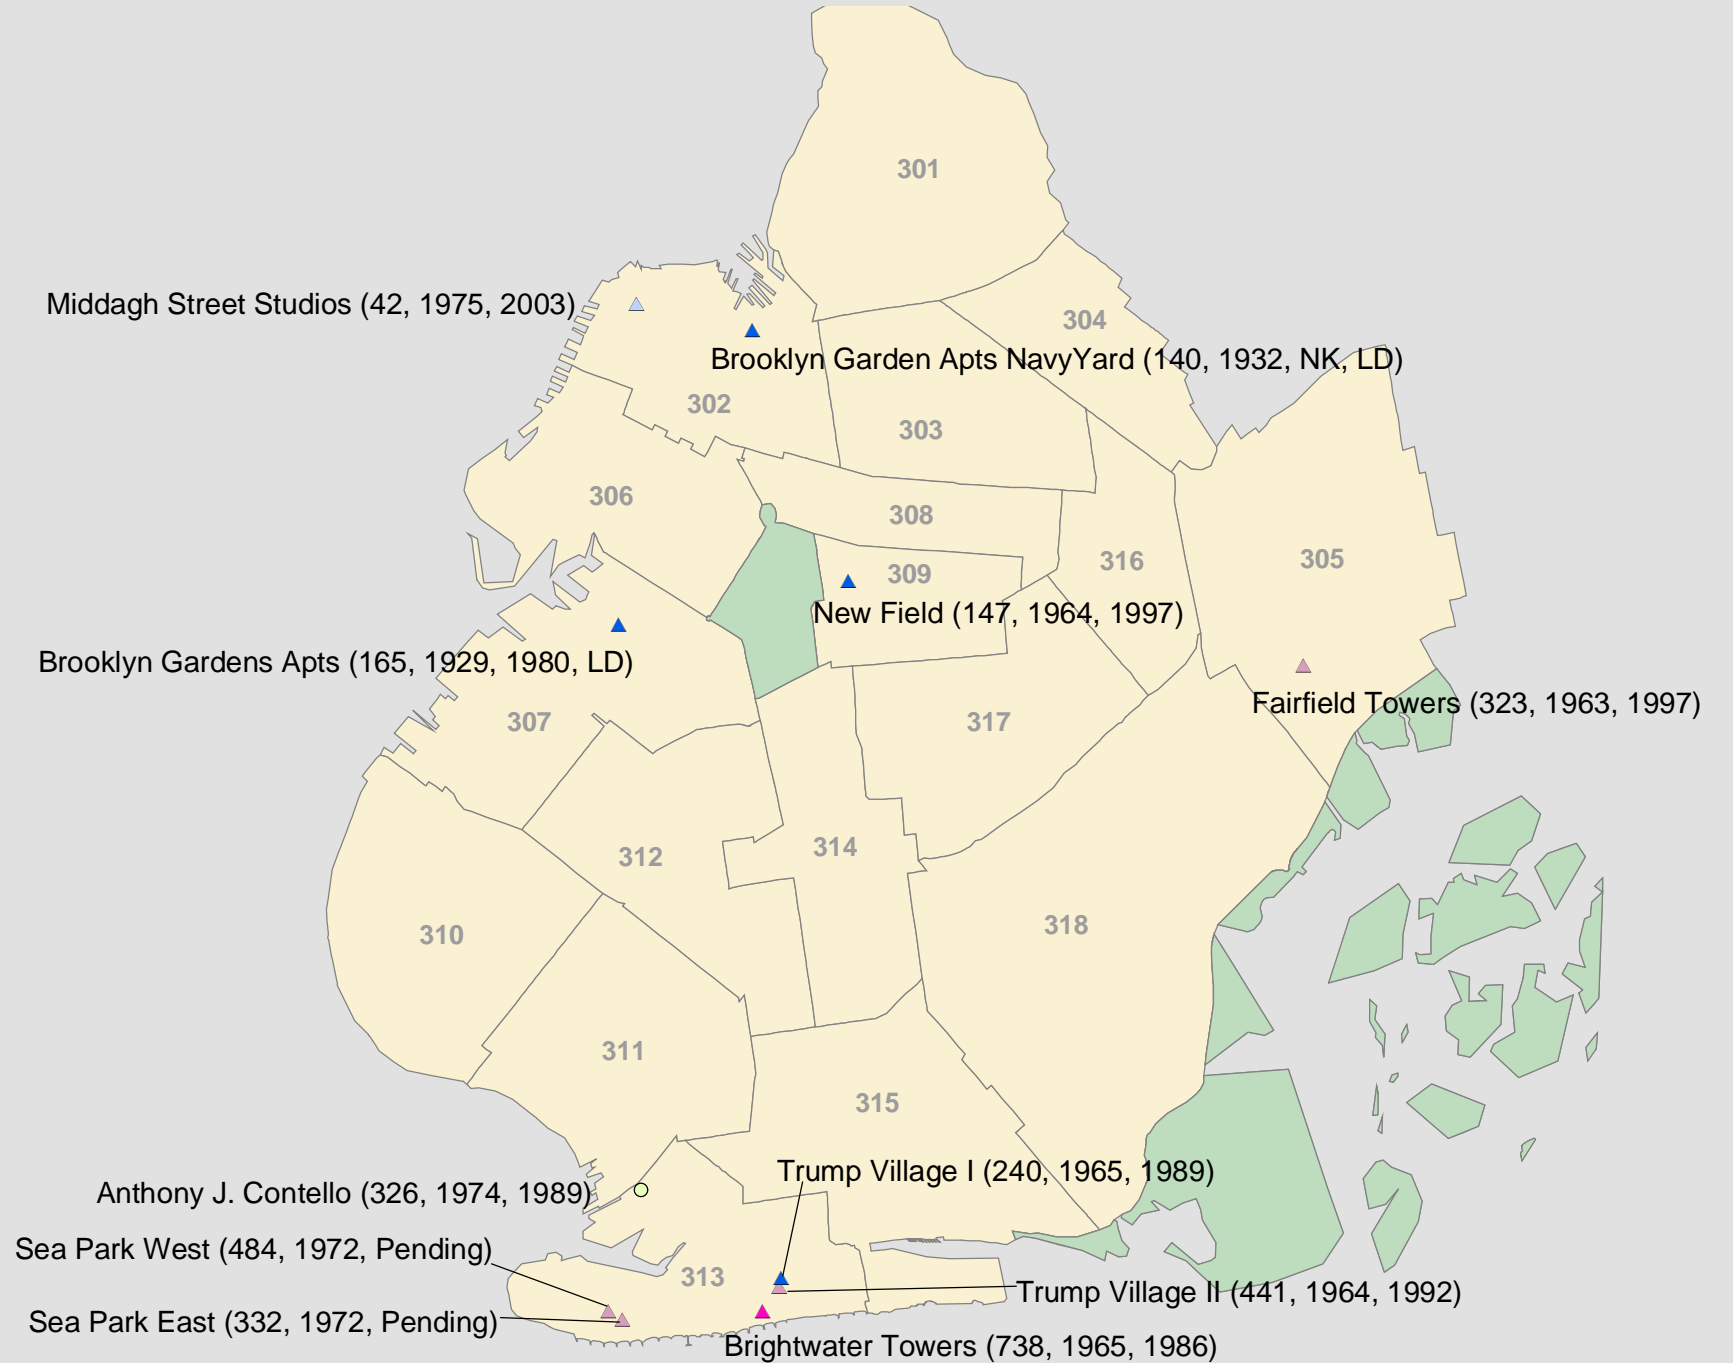 301
Middagh Street Studios (42, 1975, 2003)
304
Brooklyn Garden Apts NavyYard (140, 1932, NK, LD)
302
303
306
308
316
305
309
New Field (147, 1964, 1997)
Brooklyn Gardens Apts (165, 1929, 1980, LD)
Fairfield Towers (323, 1963, 1997)
307
317
312
314
310
318
311
315
Trump Village I (240, 1965, 1989)
Anthony J. Contello (326, 1974, 1989)
Sea Park West (484, 1972, Pending)
313
Trump Village II (441, 1964, 1992)
Sea Park East (332, 1972, Pending)
Brightwater Towers (738, 1965, 1986)